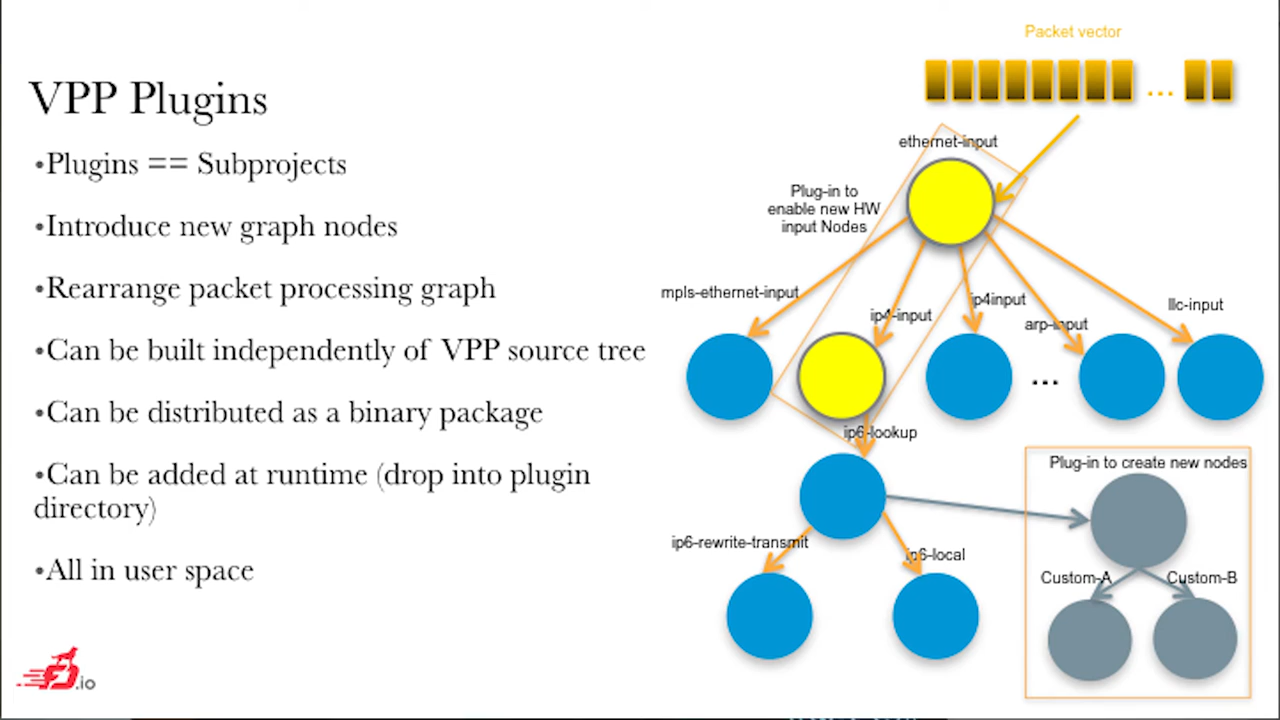 VPP Plugins
•Plugins == Subprojects
•Introduce new graph nodes
•Rearrange packet processing graph
•Can be built independently of VPP source tree
•Can be distributed as a binary package
•Can be added at runtime (drop into plugin
directory)
•All in user space
Packet vector
...
ethernet-input
Plug-in to
enable new HW
input Nodes
mpls-ethernet-input
ip4-input
ip4input
arp-input
llc-input
...
ip6-lookup
Plug-in to create new nodes
ip6-rewrite-transmit
ip6-local
Custom-A
Custom-B
.io